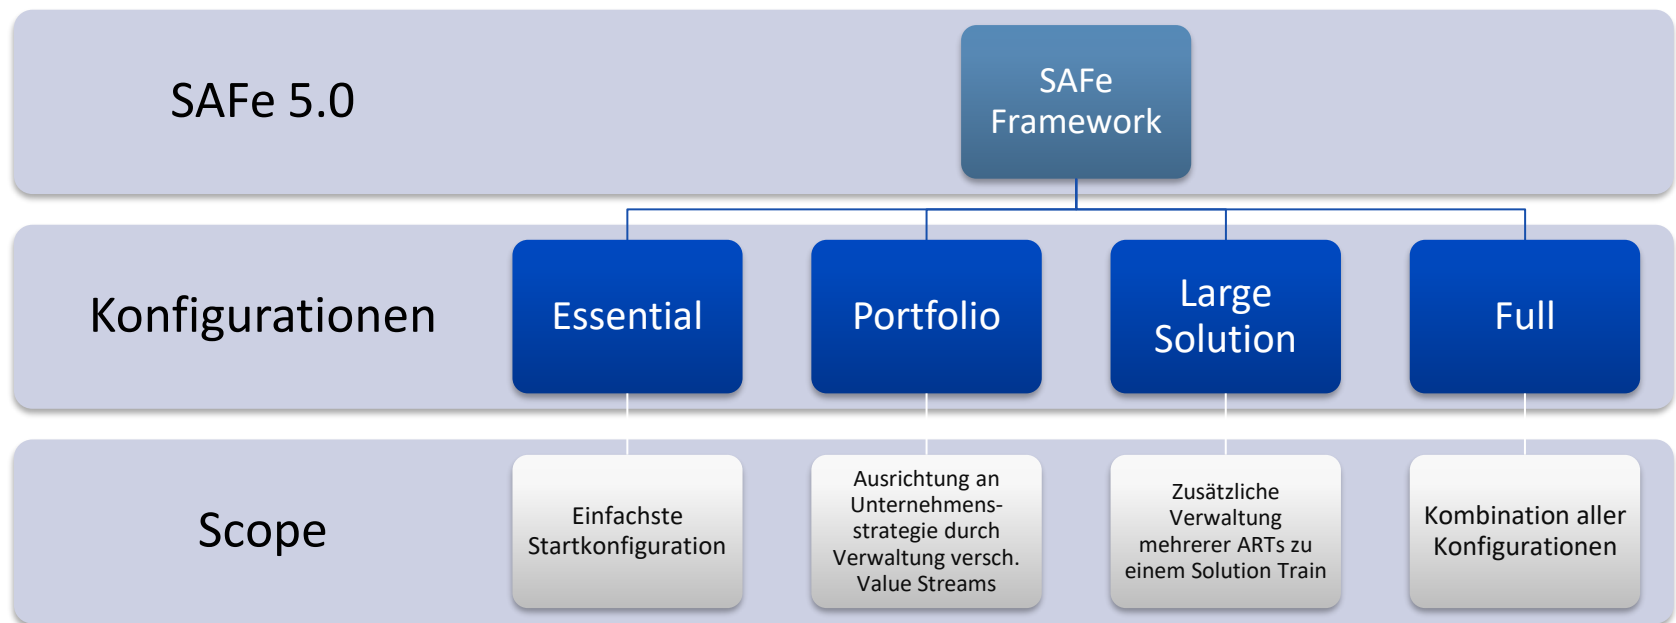 SAFe 5.0
SAFe
Framework
Konfigurationen
Essential
Portfolio
Large
Solution
Full
Scope
Einfachste
Startkonfiguration
Ausrichtung an
Unternehmens-
strategie durch
Verwaltung versch.
Value Streams
Zusätzliche
Verwaltung
mehrerer ARTs zu
einem Solution Train
Kombination aller
Konfigurationen